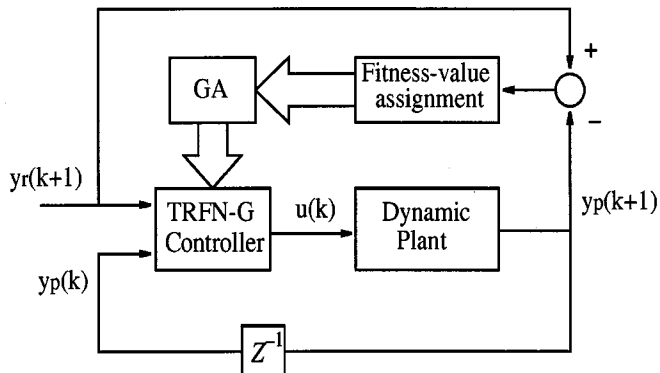 +
GA
Fitness-value
assignment
−
yr(k+1)
TRFN-G
Controller
u(k)
Dynamic
Plant
yp(k+1)
yp(k)
Z⁻¹